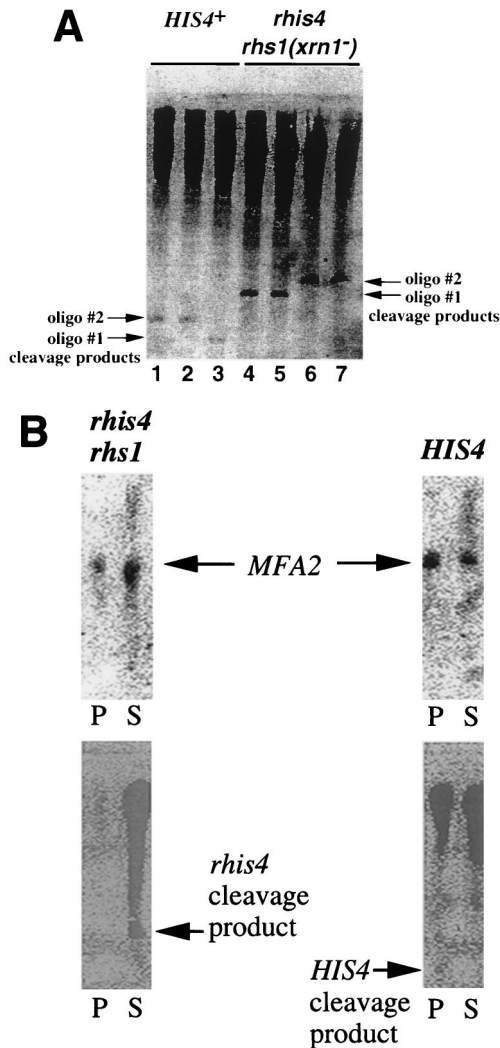 A
HIS4+
rhis4
rhs1(xrn1-)
oligo #2
oligo #1
cleavage products
oligo #2
oligo #1
cleavage products
1 2 3 4 5 6 7
B
rhis4
rhs1
HIS4
MFA2
P S
P S
rhis4
cleavage
product
HIS4
cleavage
product
P S
P S